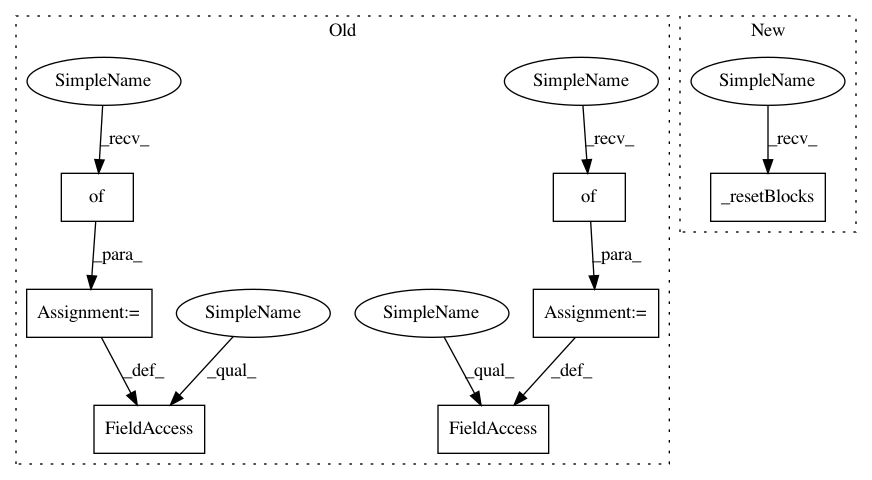 Old
New
SimpleName
SimpleName
SimpleName
_recv_
_recv_
_recv_
of
of
_resetBlocks
_para_
_para_
Assignment:=
SimpleName
SimpleName
Assignment:=
_def_
_qual_
_qual_
_def_
FieldAccess
FieldAccess